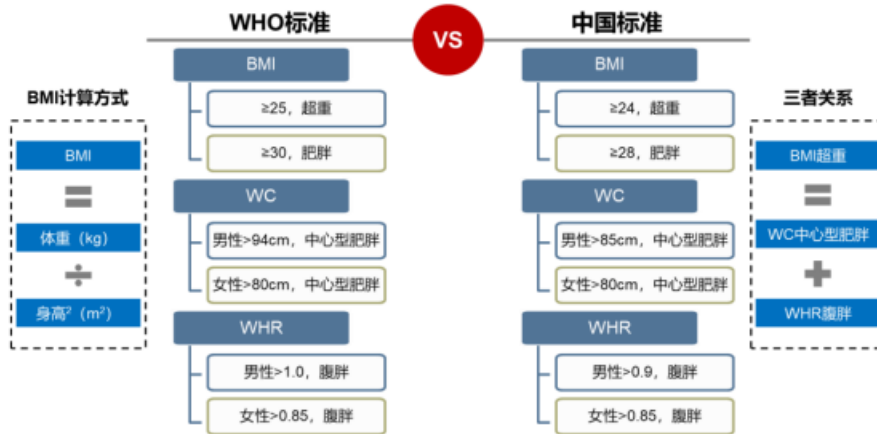 WHO标准
VS
中国标准
BMI计算方式
BMI
=
体重（kg）
÷
身高²（m²）
BMI
≥25，超重
≥30，肥胖
WC
男性>94cm，中心型肥胖
女性>80cm，中心型肥胖
WHR
男性>1.0，腹胖
女性>0.85，腹胖
BMI
≥24，超重
≥28，肥胖
WC
男性>85cm，中心型肥胖
女性>80cm，中心型肥胖
WHR
男性>0.9，腹胖
女性>0.85，腹胖
三者关系
BMI超重
=
WC中心型肥胖
+
WHR腹胖